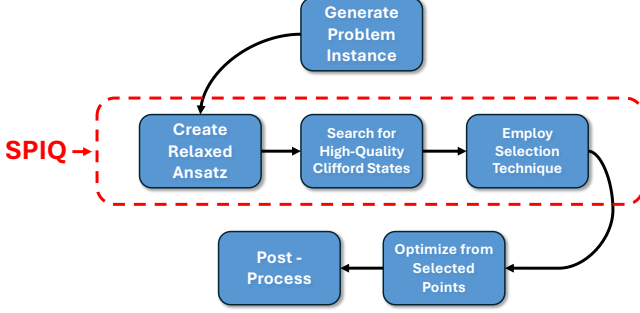 Generate
Problem
Instance
SPIQ
Create
Relaxed
Ansatz
Search for
High-Quality
Clifford States
Employ
Selection
Technique
Post -
Process
Optimize from
Selected
Points